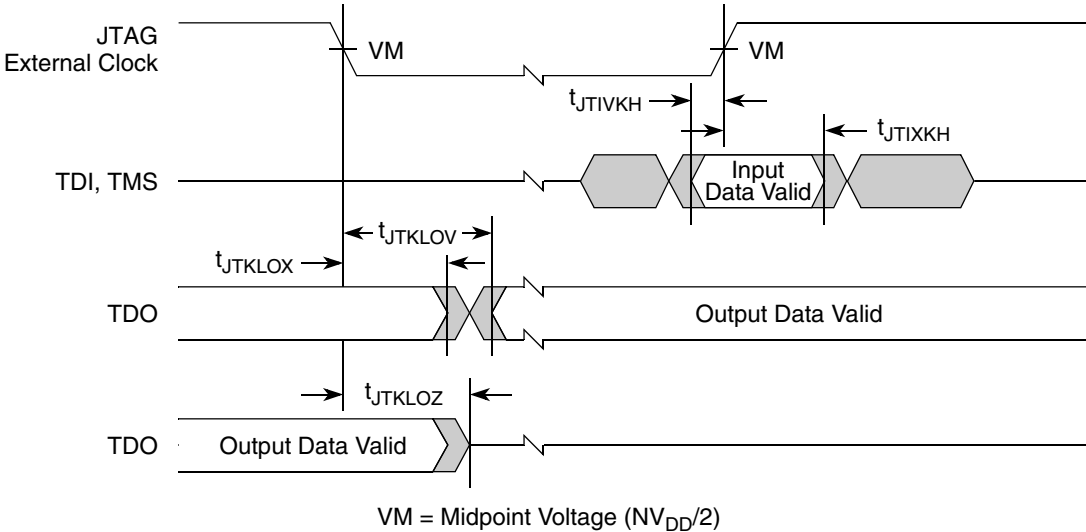 JTAG
External Clock
VM
VM
tJTIVKH
tJTIXKH
TDI, TMS
Input
Data Valid
tJTKLOV
tJTKLOX
TDO
Output Data Valid
tJTKLOZ
TDO
Output Data Valid
VM = Midpoint Voltage (NVDD/2)